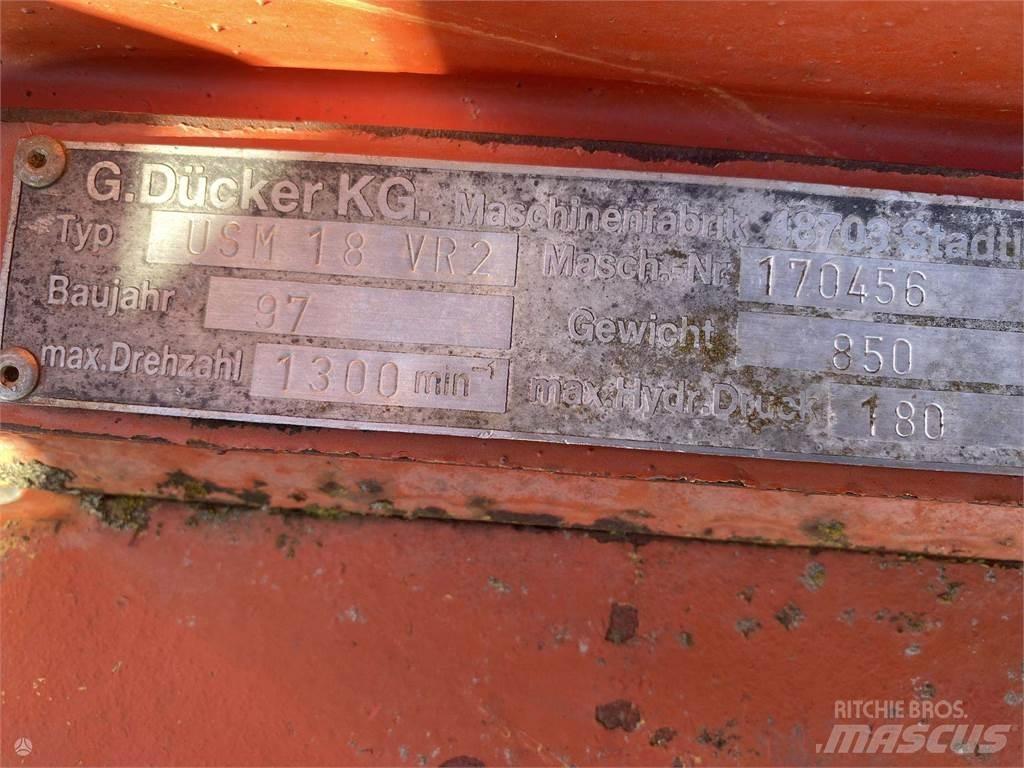 G.Dücker KG. Maschinenfabrik 48703 Stadtl
Typ USM 18 VR2 Masch.-Nr 170456
Baujahr 97 Gewicht 850
max.Drehzahl 1300 min⁻¹ max.Hydr.Druck 180
RITCHIE BROS.
MASCUS